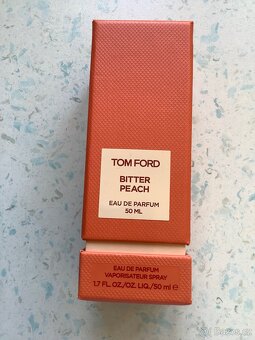 TOM FORD
BITTER
PEACH
EAU DE PARFUM
50 ML
EAU DE PARFUM
VAPORISATEUR SPRAY
1.7 FL.OZ./OZ. LIQ./50 ml ℮